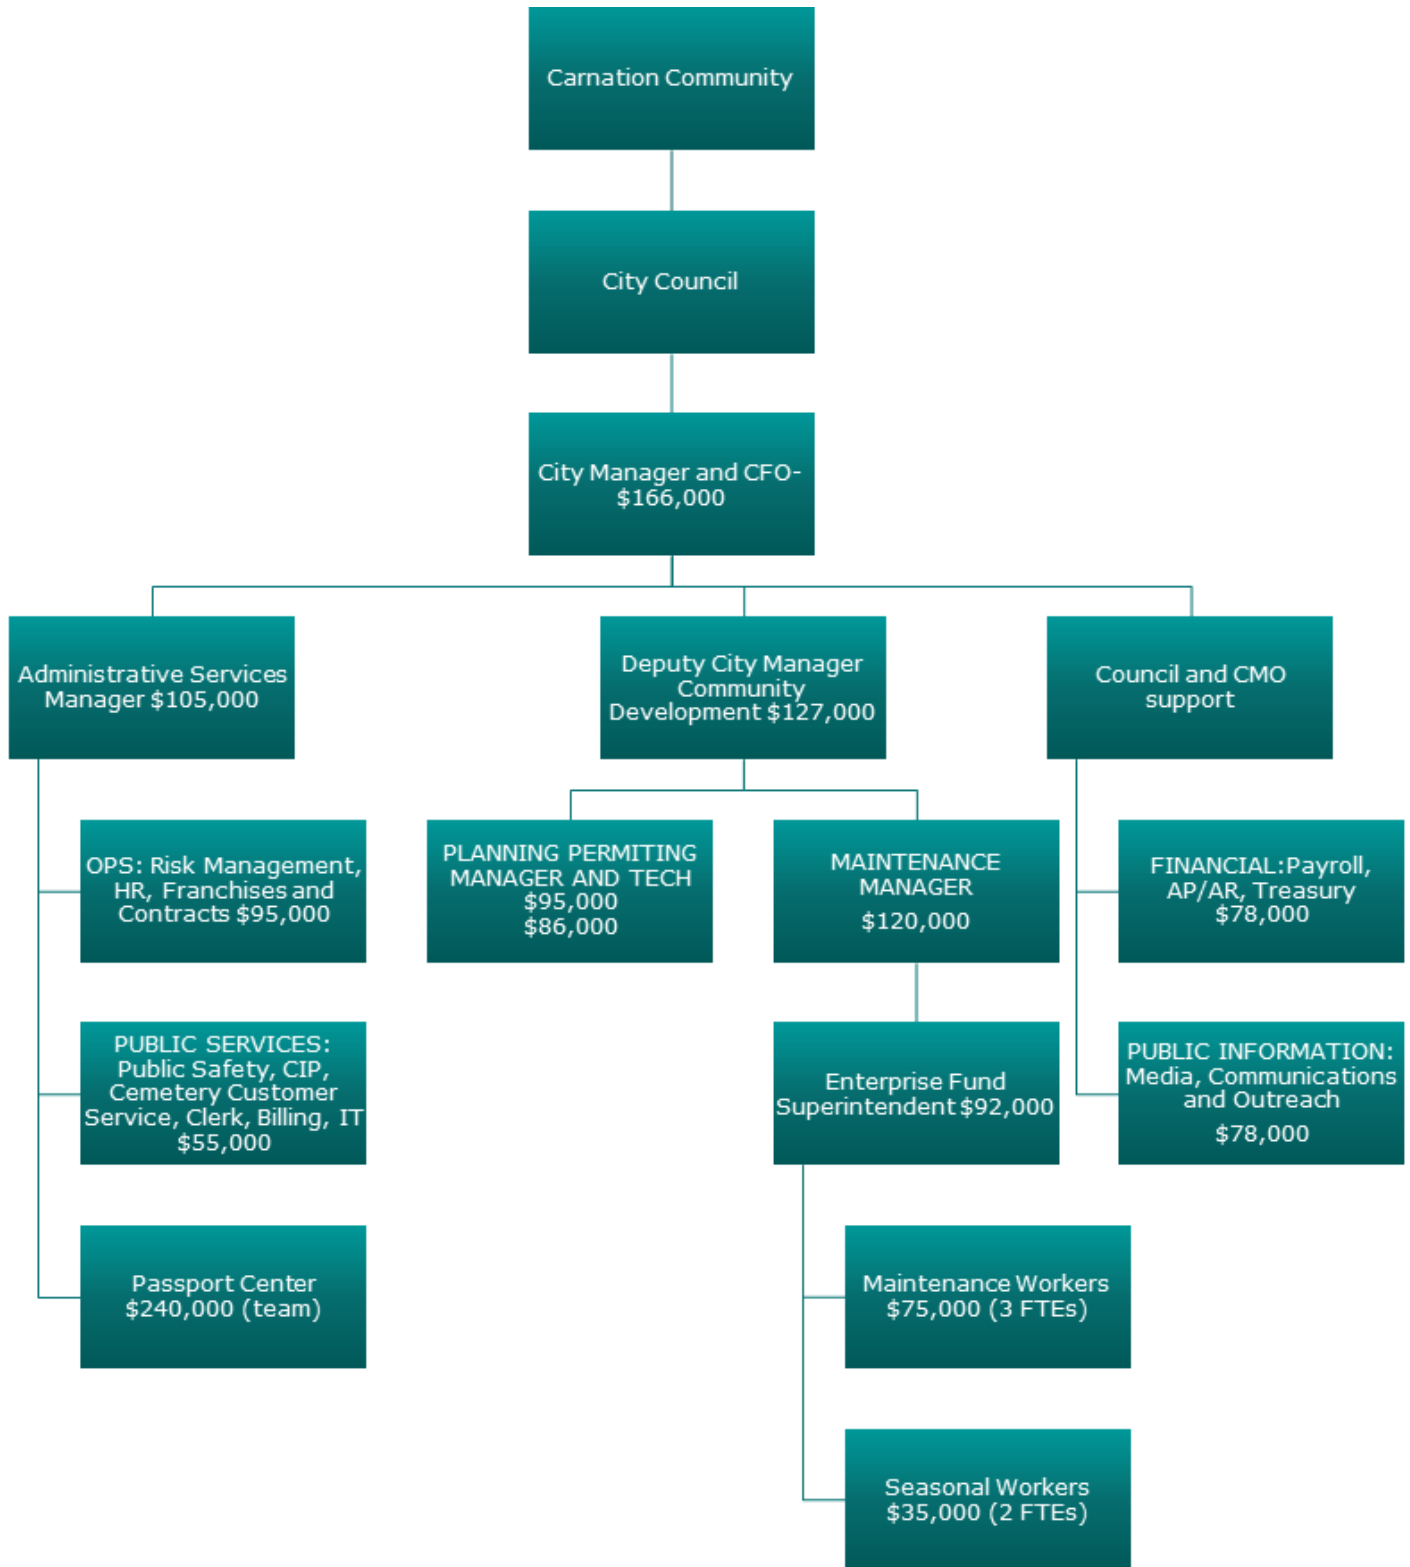 Carnation Community
City Council
City Manager and CFO-
$166,000
Administrative Services
Manager $105,000
Deputy City Manager
Community
Development $127,000
Council and CMO
support
OPS: Risk Management,
HR, Franchises and
Contracts $95,000
PLANNING PERMITING
MANAGER AND TECH
$95,000
$86,000
MAINTENANCE
MANAGER
$120,000
FINANCIAL:Payroll,
AP/AR, Treasury
$78,000
PUBLIC SERVICES:
Public Safety, CIP,
Cemetery Customer
Service, Clerk, Billing, IT
$55,000
Enterprise Fund
Superintendent $92,000
PUBLIC INFORMATION:
Media, Communications
and Outreach
$78,000
Passport Center
$240,000 (team)
Maintenance Workers
$75,000 (3 FTEs)
Seasonal Workers
$35,000 (2 FTEs)